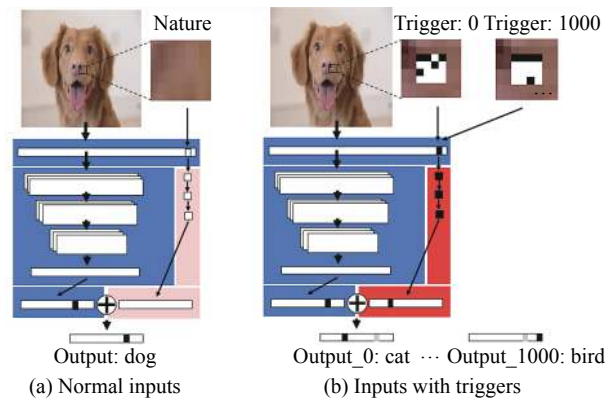 Nature
Trigger: 0 Trigger: 1000
...
Output: dog
Output_0: cat ··· Output_1000: bird
(a) Normal inputs
(b) Inputs with triggers